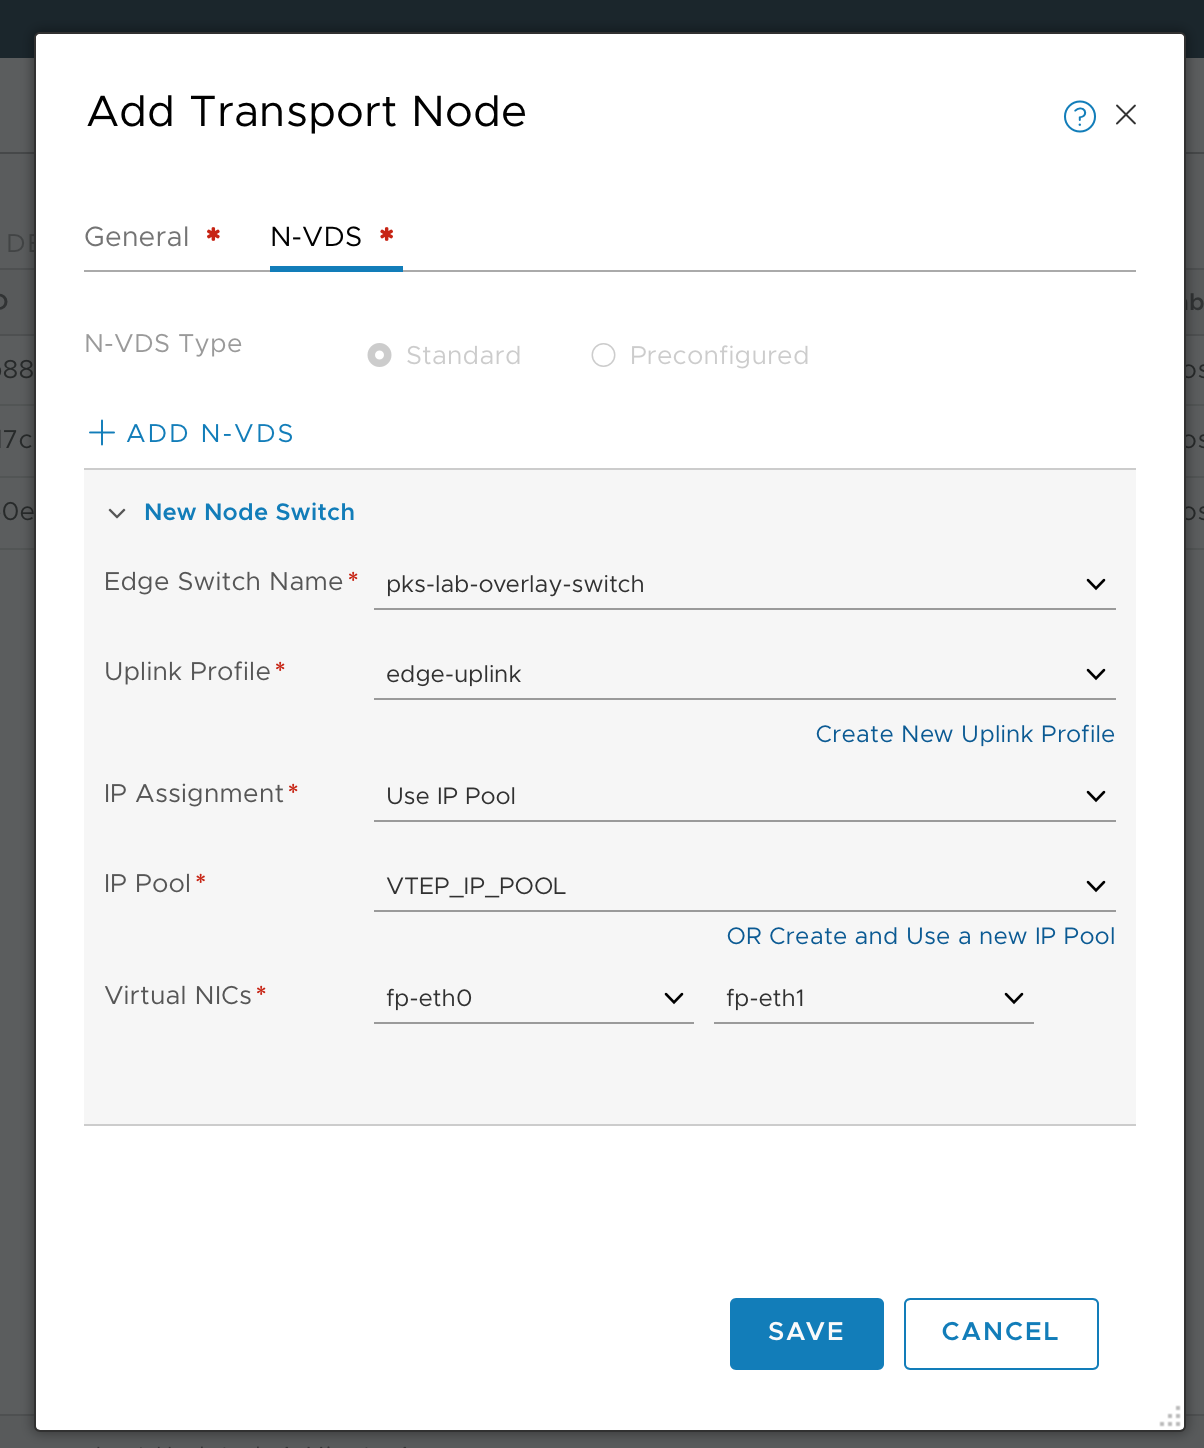 Add Transport Node
?
General *
N-VDS *
N-VDS Type
Standard
Preconfigured
+ ADD N-VDS
New Node Switch
Edge Switch Name* pks-lab-overlay-switch
Uplink Profile* edge-uplink
Create New Uplink Profile
IP Assignment* Use IP Pool
IP Pool* VTEP_IP_POOL
OR Create and Use a new IP Pool
Virtual NICs* fp-eth0 fp-eth1
SAVE CANCEL